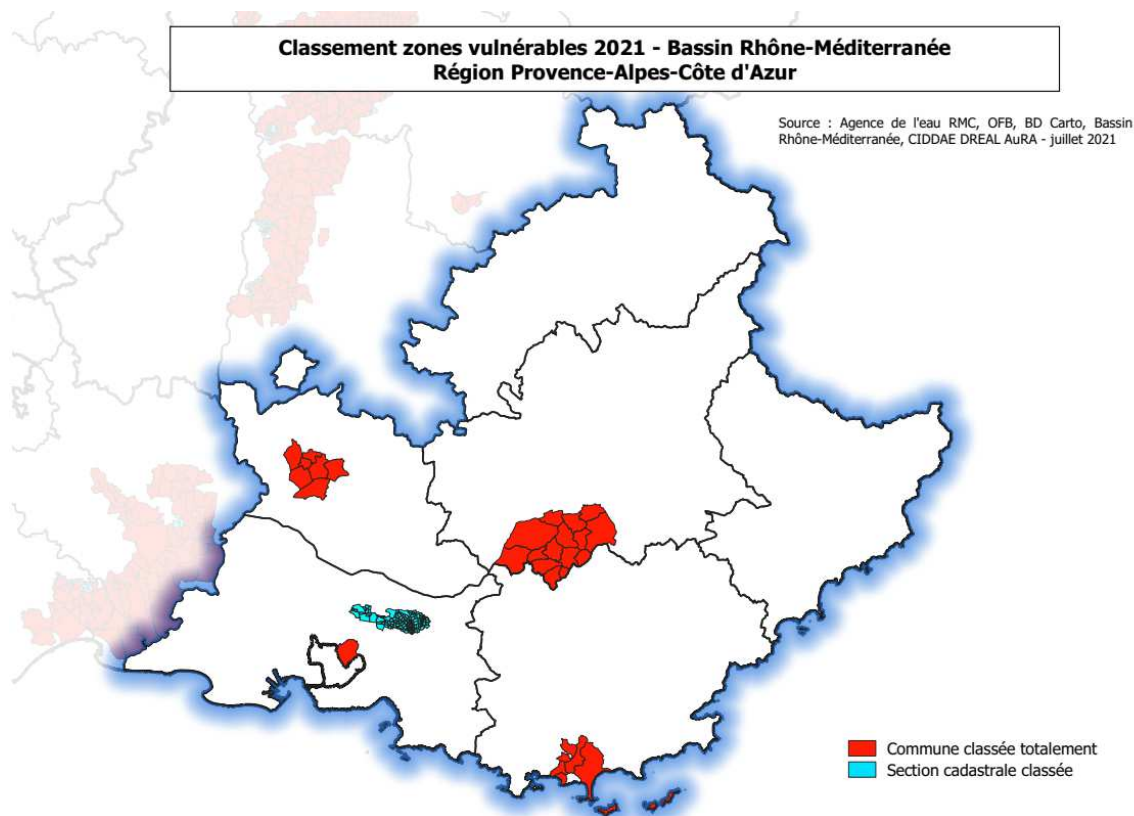 Classement zones vulnérables 2021 - Bassin Rhône-Méditerranée
Région Provence-Alpes-Côte d'Azur
Source : Agence de l'eau RMC, OFB, BD Carto, Bassin
Rhône-Méditerranée, CIDDAE DREAL AuRA - juillet 2021
Commune classée totalement
Section cadastrale classée